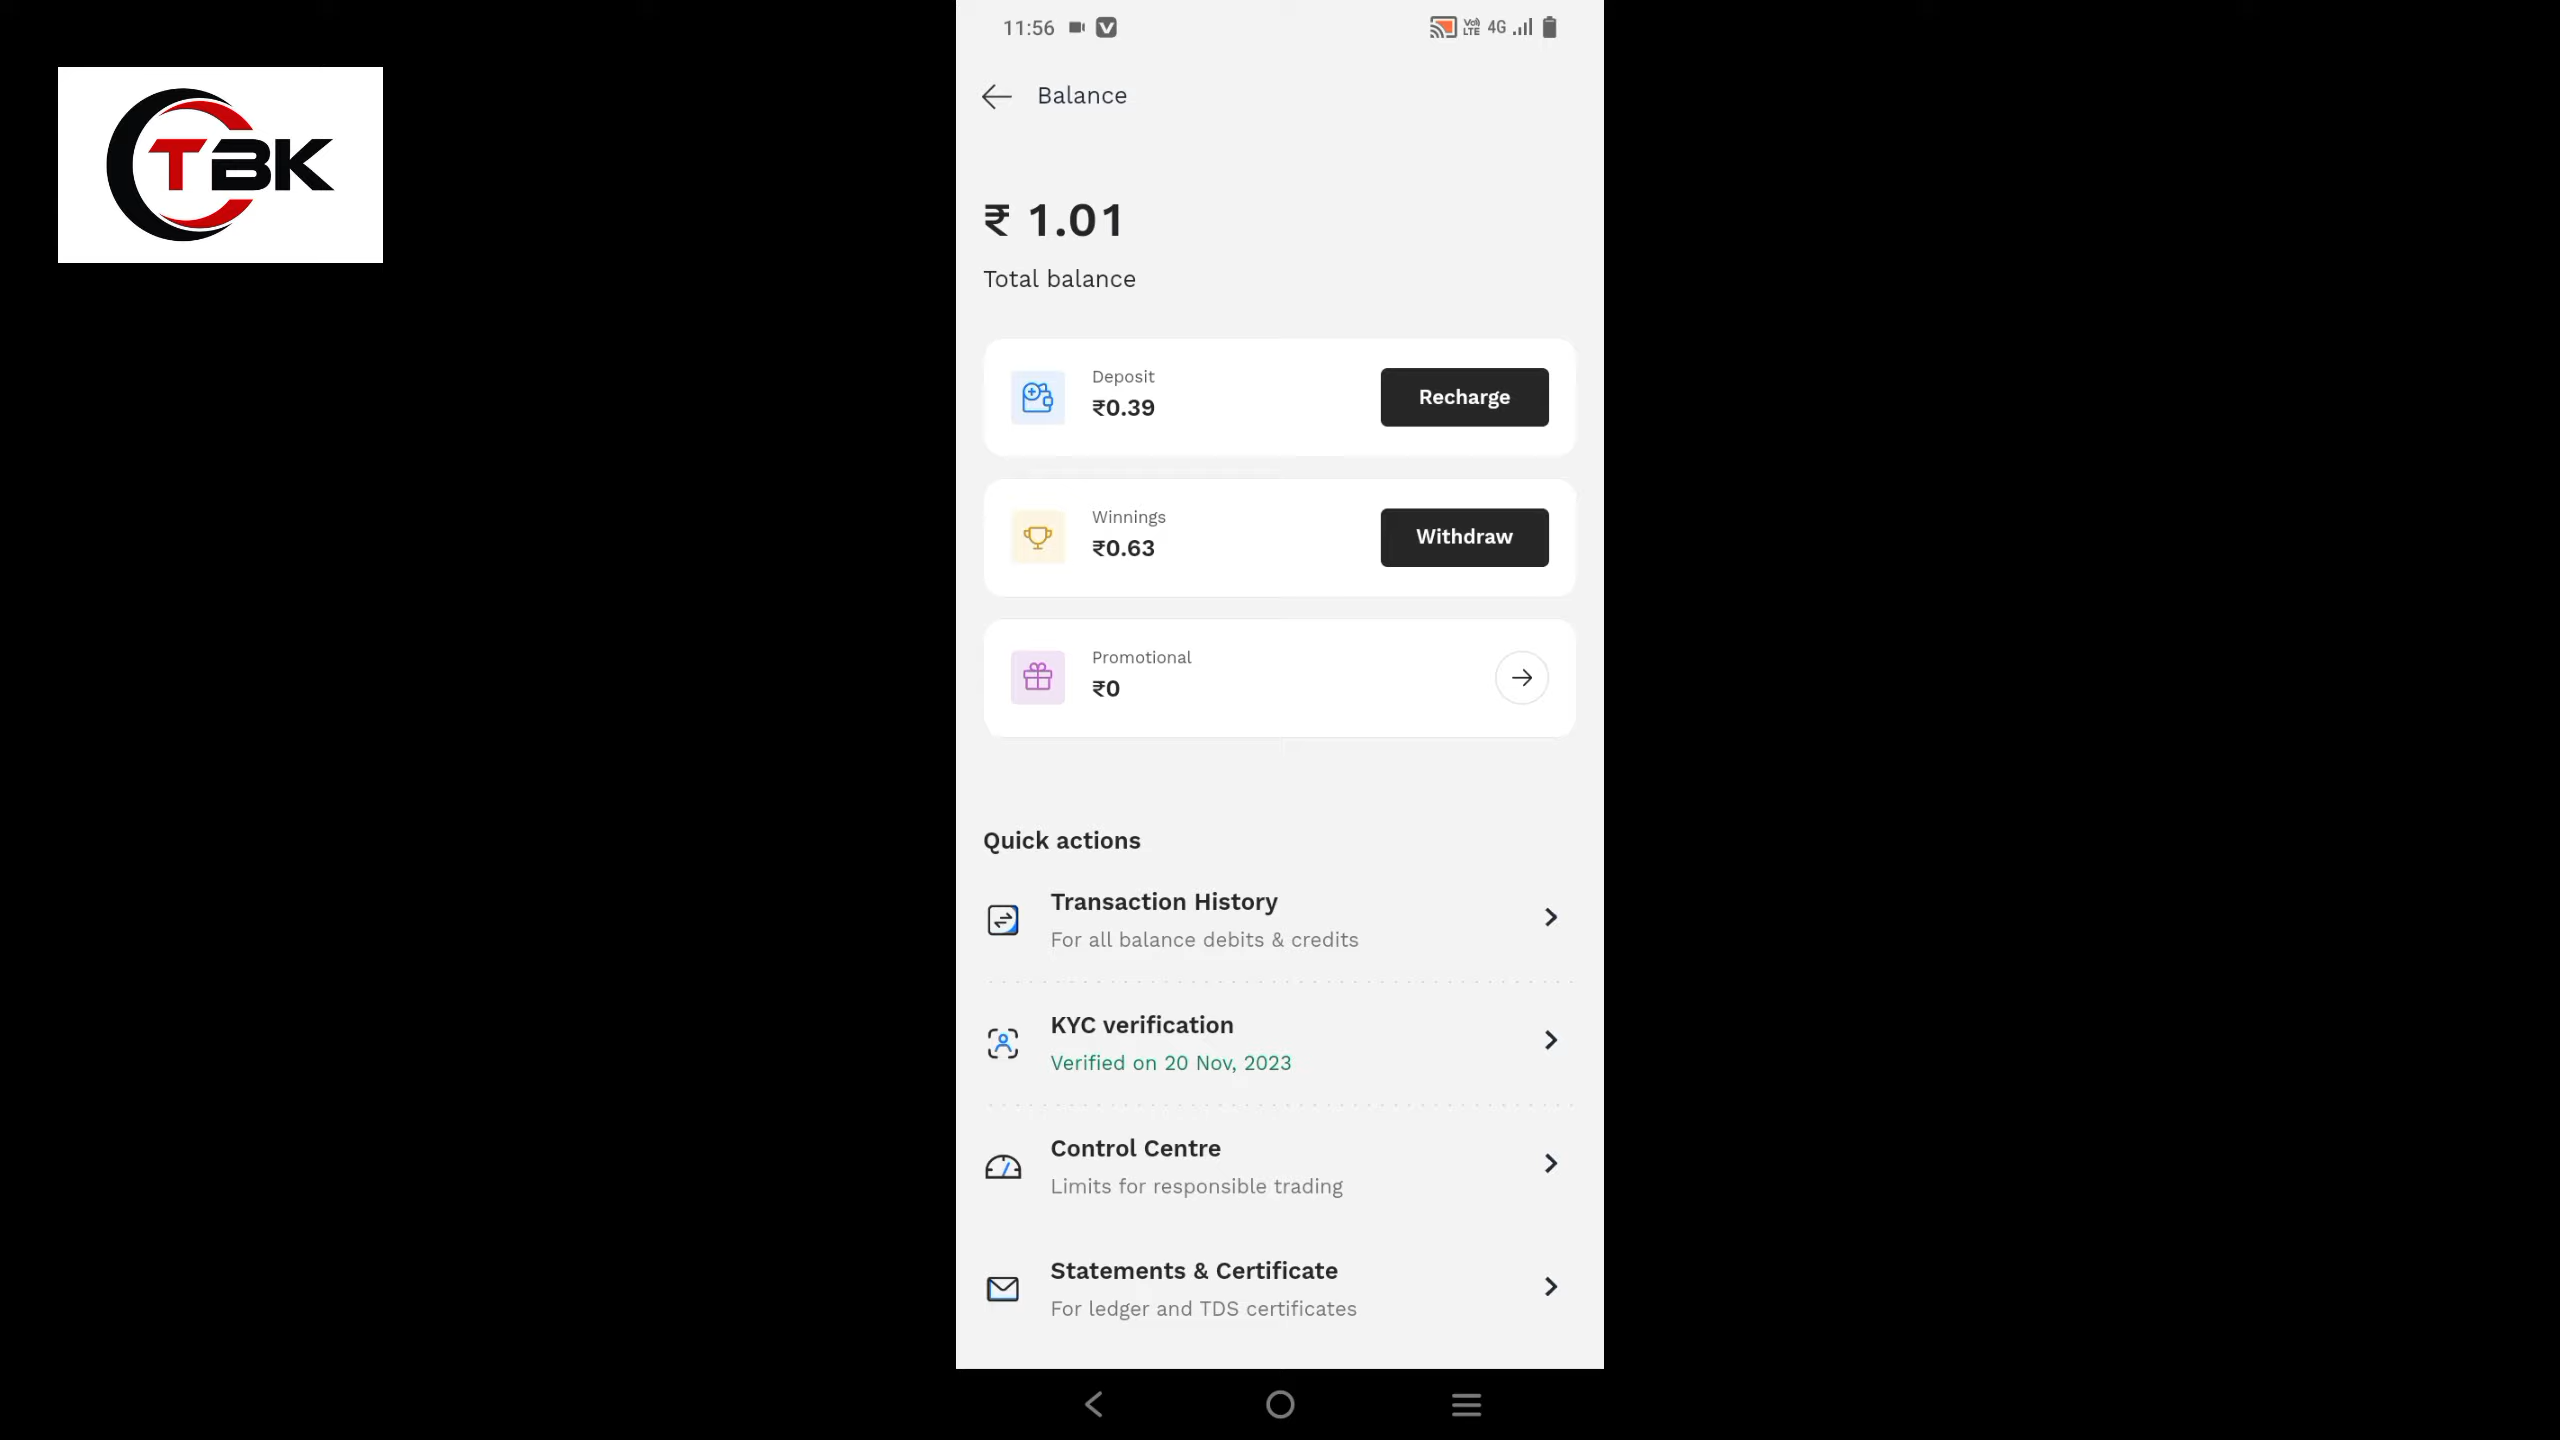 TBK
11:56
Vo)
LTE
4G
Balance
₹ 1.01
Total balance
Deposit
₹0.39
Recharge
Winnings
₹0.63
Withdraw
Promotional
₹0
Quick actions
Transaction History
For all balance debits & credits
KYC verification
Verified on 20 Nov, 2023
Control Centre
Limits for responsible trading
Statements & Certificate
For ledger and TDS certificates